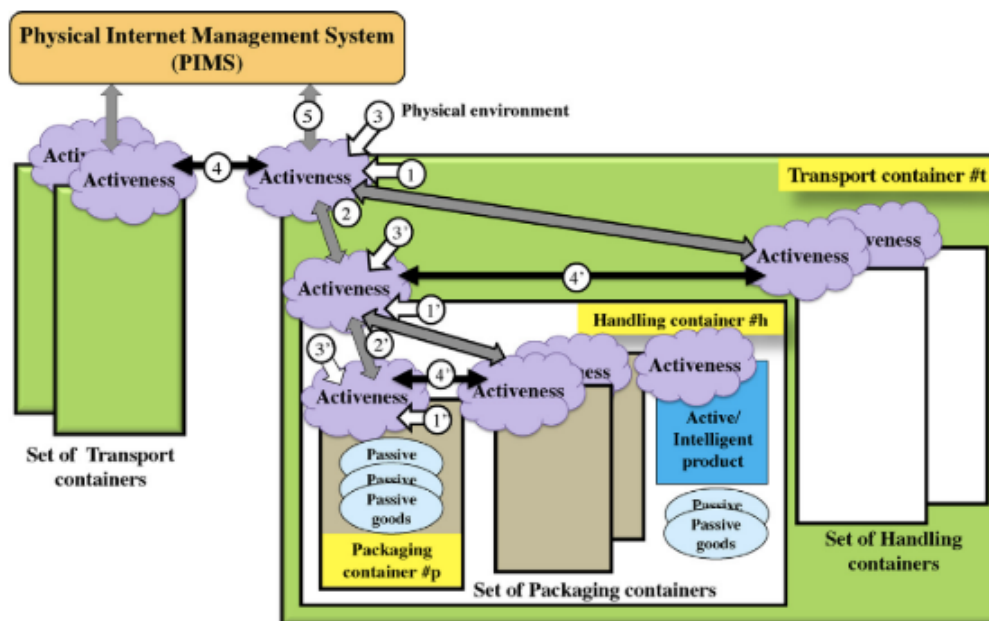 Physical Internet Management System
(PIMS)
5
3
Physical environment
Activeness
Activeness
4
Activeness
1
Transport container #t
2
3'
Activeness
Activeness
Activeness
4'
1'
Handling container #h
2'
3'
Activeness
4'
Activeness
Activeness
Activeness
1'
Active/
Intelligent
product
Passive
Passive
Passive
goods
Passive
Passive
goods
Set of Transport
containers
Packaging
container #p
Set of Packaging containers
Set of Handling
containers